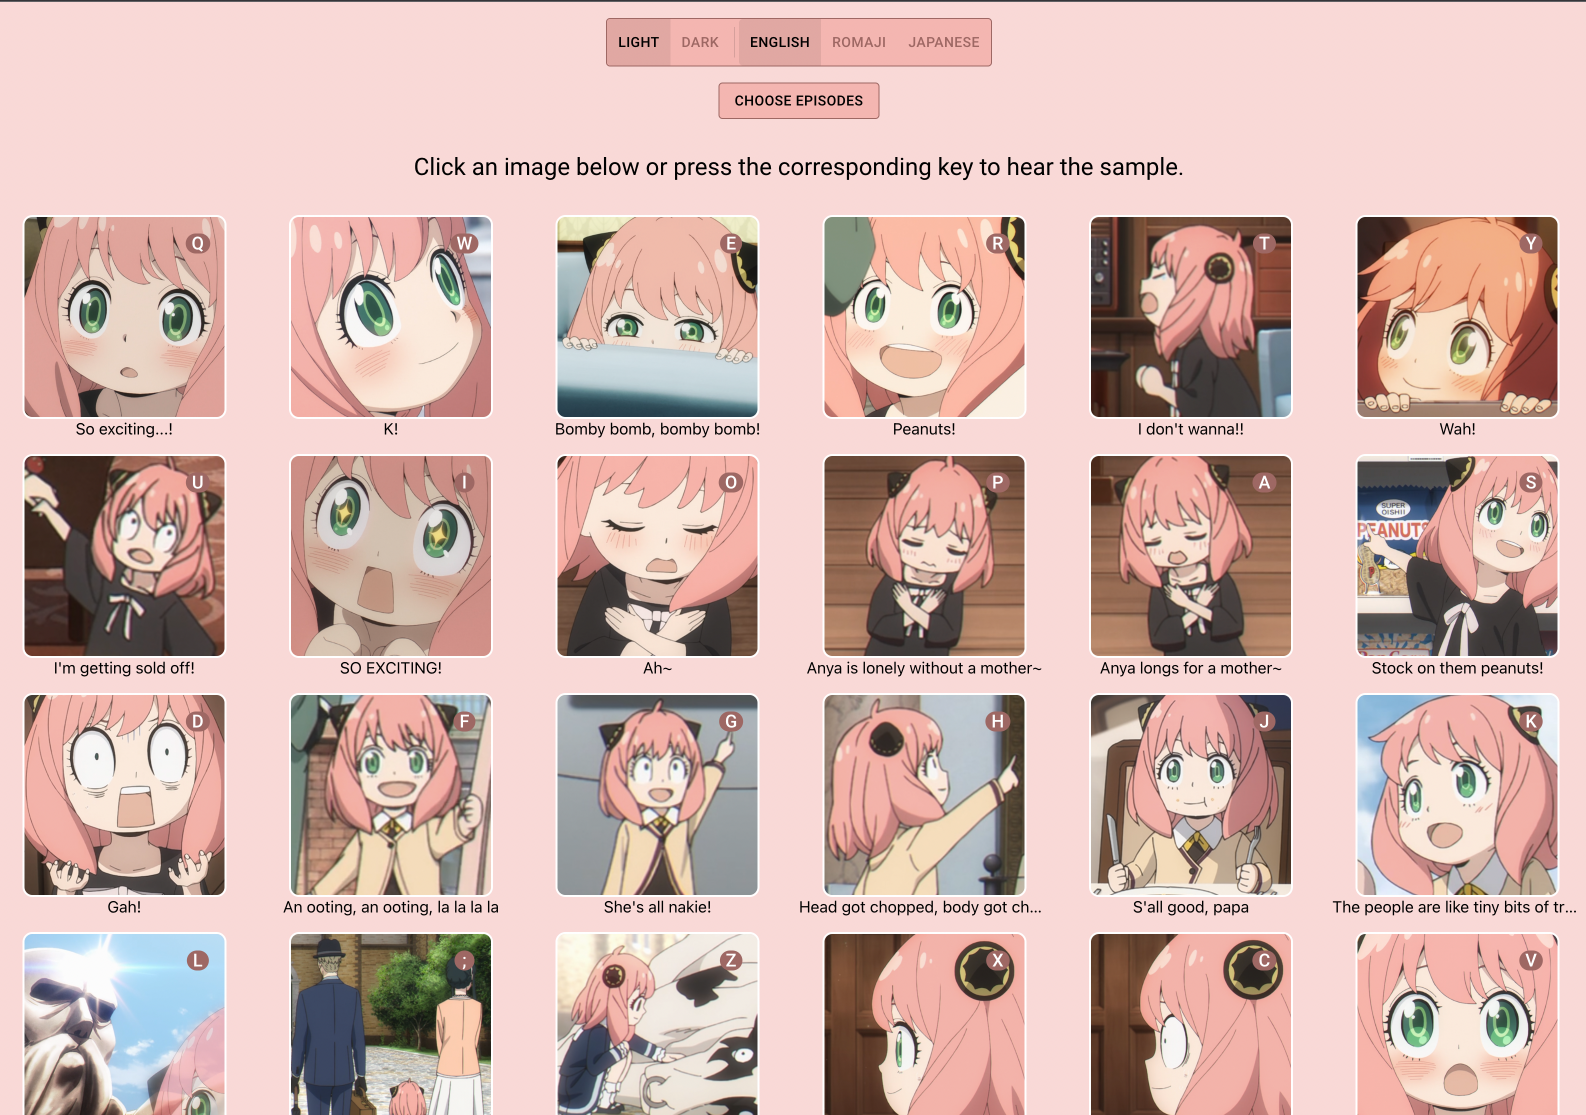 LIGHT DARK ENGLISH ROMAJI JAPANESE
CHOOSE EPISODES
Click an image below or press the corresponding key to hear the sample.
Q W E R T Y
So exciting...! K! Bomby bomb, bomby bomb! Peanuts! I don't wanna!! Wah!
U I O P A S
SUPER
OISHII
PEANUTS
I'm getting sold off! SO EXCITING! Ah~ Anya is lonely without a mother~ Anya longs for a mother~ Stock on them peanuts!
D F G H J K
Gah! An ooting, an ooting, la la la la She's all nakie! Head got chopped, body got ch... S'all good, papa The people are like tiny bits of tr...
L ; Z X C V